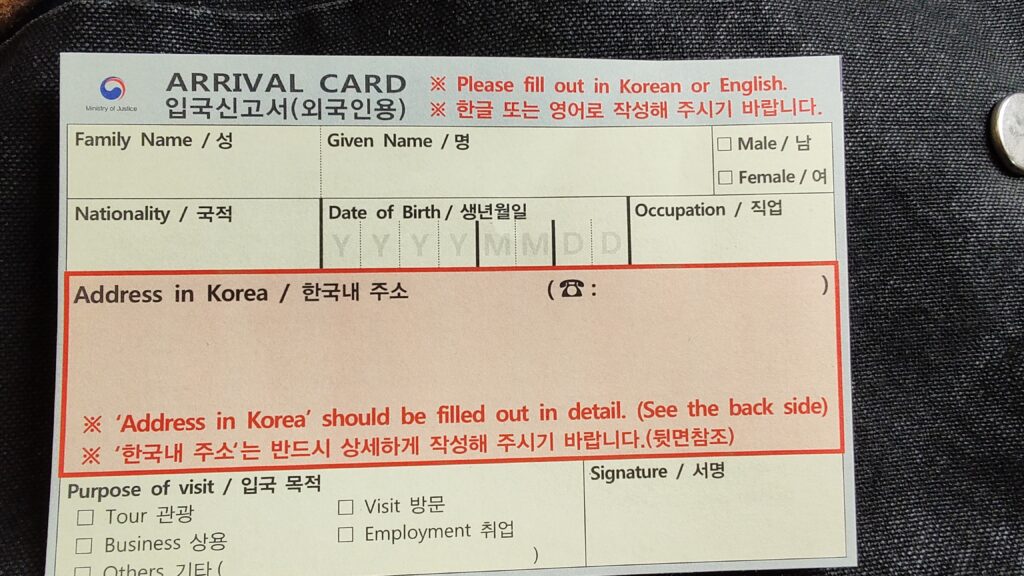 Ministry of Justice
ARRIVAL CARD
입국신고서(외국인용)
※ Please fill out in Korean or English.
※ 한글 또는 영어로 작성해 주시기 바랍니다.
Family Name / 성
Given Name / 명
□ Male / 남
□ Female / 여
Nationality / 국적
Date of Birth / 생년월일
Y Y Y Y M M D D
Occupation / 직업
Address in Korea / 한국내 주소 (☎ : )
※ ‘Address in Korea’ should be filled out in detail. (See the back side)
※ ‘한국내 주소‘는 반드시 상세하게 작성해 주시기 바랍니다.(뒷면참조)
Purpose of visit / 입국 목적
□ Tour 관광
□ Visit 방문
□ Business 상용
□ Employment 취업
□ Others 기타 ( )
Signature / 서명